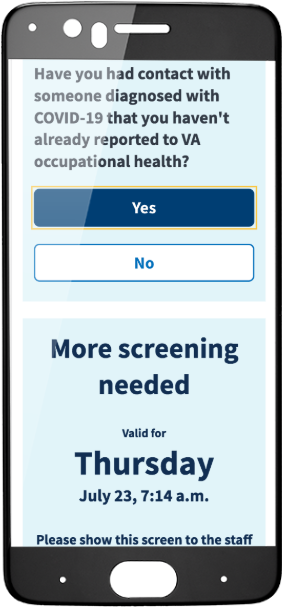 Have you had contact with
someone diagnosed with
COVID-19 that you haven't
already reported to VA
occupational health?
Yes
No
More screening
needed
Valid for
Thursday
July 23, 7:14 a.m.
Please show this screen to the staff